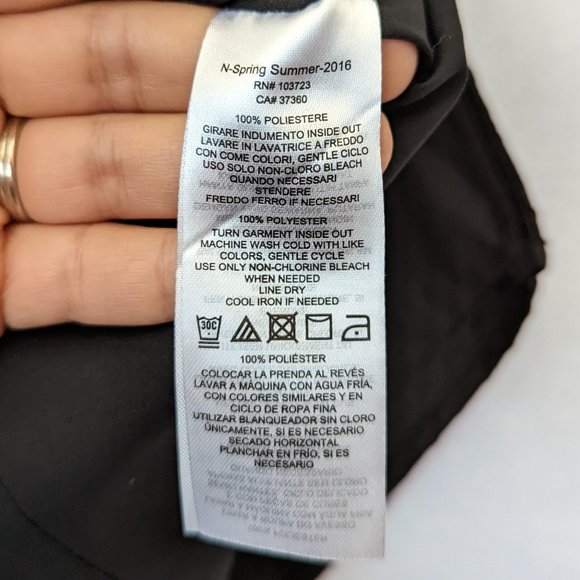 N-Spring Summer-2016
RN# 103723
CA# 37360
100% POLIESTERE
GIRARE INDUMENTO INSIDE OUT
LAVARE IN LAVATRICE A FREDDO
CON COME COLORI, GENTLE CICLO
USO SOLO NON-CLORO BLEACH
QUANDO NECESSARI
STENDERE
FREDDO FERRO IF NECESSARI
100% POLYESTER
TURN GARMENT INSIDE OUT
MACHINE WASH COLD WITH LIKE
COLORS, GENTLE CYCLE
USE ONLY NON-CHLORINE BLEACH
WHEN NEEDED
LINE DRY
COOL IRON IF NEEDED
30C
100% POLIÉSTER
COLOCAR LA PRENDA AL REVÉS
LAVAR A MÁQUINA CON AGUA FRÍA,
CON COLORES SIMILARES Y EN
CICLO DE ROPA FINA
UTILIZAR BLANQUEADOR SIN CLORO
ÚNICAMENTE, SI ES NECESARIO
SECADO HORIZONTAL
PLANCHAR EN FRÍO, SI ES
NECESARIO